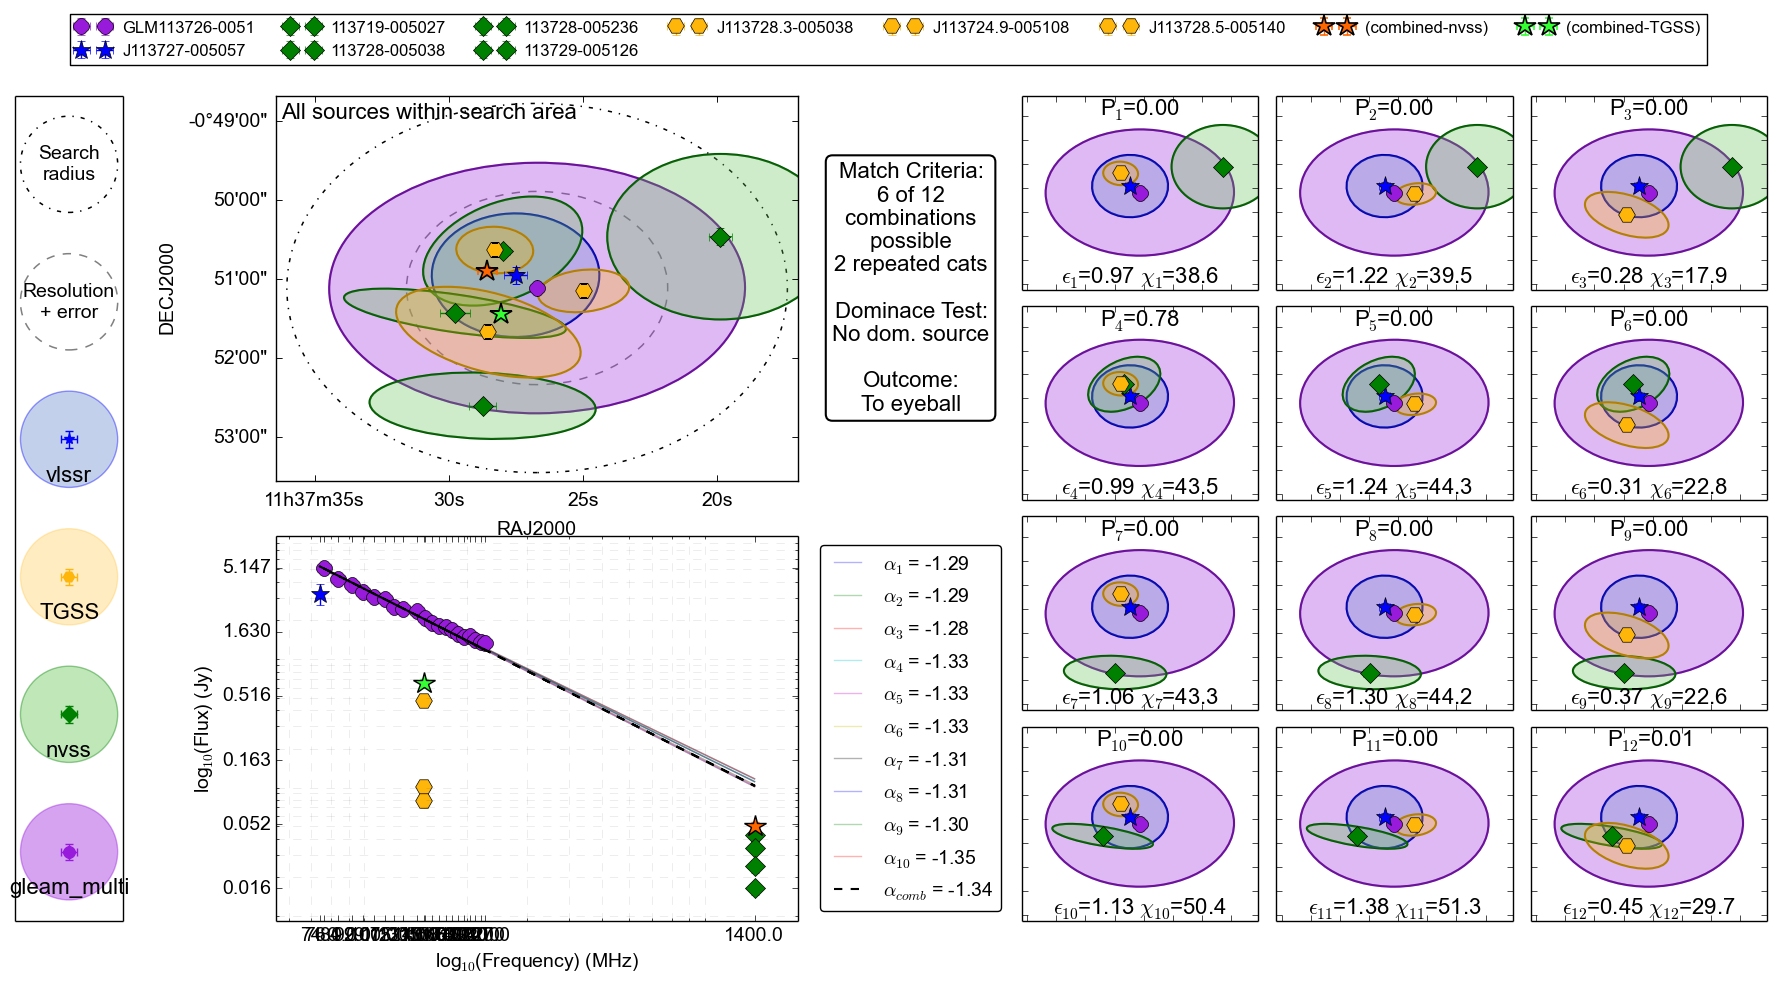 GLM113726-0051
113719-005027
113728-005236
J113728.3-005038
J113724.9-005108
J113728.5-005140
(combined-nvss)
(combined-TGSS)
J113727-005057
113728-005038
113729-005126
Search
radius
Resolution
+ error
vlssr
TGSS
nvss
gleam_multi
All sources within search area
DECJ2000
-0°49'00"
50'00"
51'00"
52'00"
53'00"
11h37m35s
30s
25s
20s
RAJ2000
Match Criteria:
6 of 12
combinations
possible
2 repeated cats
Dominace Test:
No dom. source
Outcome:
To eyeball
log₁₀(Flux) (Jy)
5.147
1.630
0.516
0.163
0.052
0.016
1400.0
log₁₀(Frequency) (MHz)
α₁ = -1.29
α₂ = -1.29
α₃ = -1.28
α₄ = -1.33
α₅ = -1.33
α₆ = -1.33
α₇ = -1.31
α₈ = -1.31
α₉ = -1.30
α₁₀ = -1.35
α_comb = -1.34
P₁=0.00
ϵ₁=0.97 χ₁=38.6
P₂=0.00
ϵ₂=1.22 χ₂=39.5
P₃=0.00
ϵ₃=0.28 χ₃=17.9
P₄=0.78
ϵ₄=0.99 χ₄=43.5
P₅=0.00
ϵ₅=1.24 χ₅=44.3
P₆=0.00
ϵ₆=0.31 χ₆=22.8
P₇=0.00
ϵ₇=1.06 χ₇=43.3
P₈=0.00
ϵ₈=1.30 χ₈=44.2
P₉=0.00
ϵ₉=0.37 χ₉=22.6
P₁₀=0.00
ϵ₁₀=1.13 χ₁₀=50.4
P₁₁=0.00
ϵ₁₁=1.38 χ₁₁=51.3
P₁₂=0.01
ϵ₁₂=0.45 χ₁₂=29.7